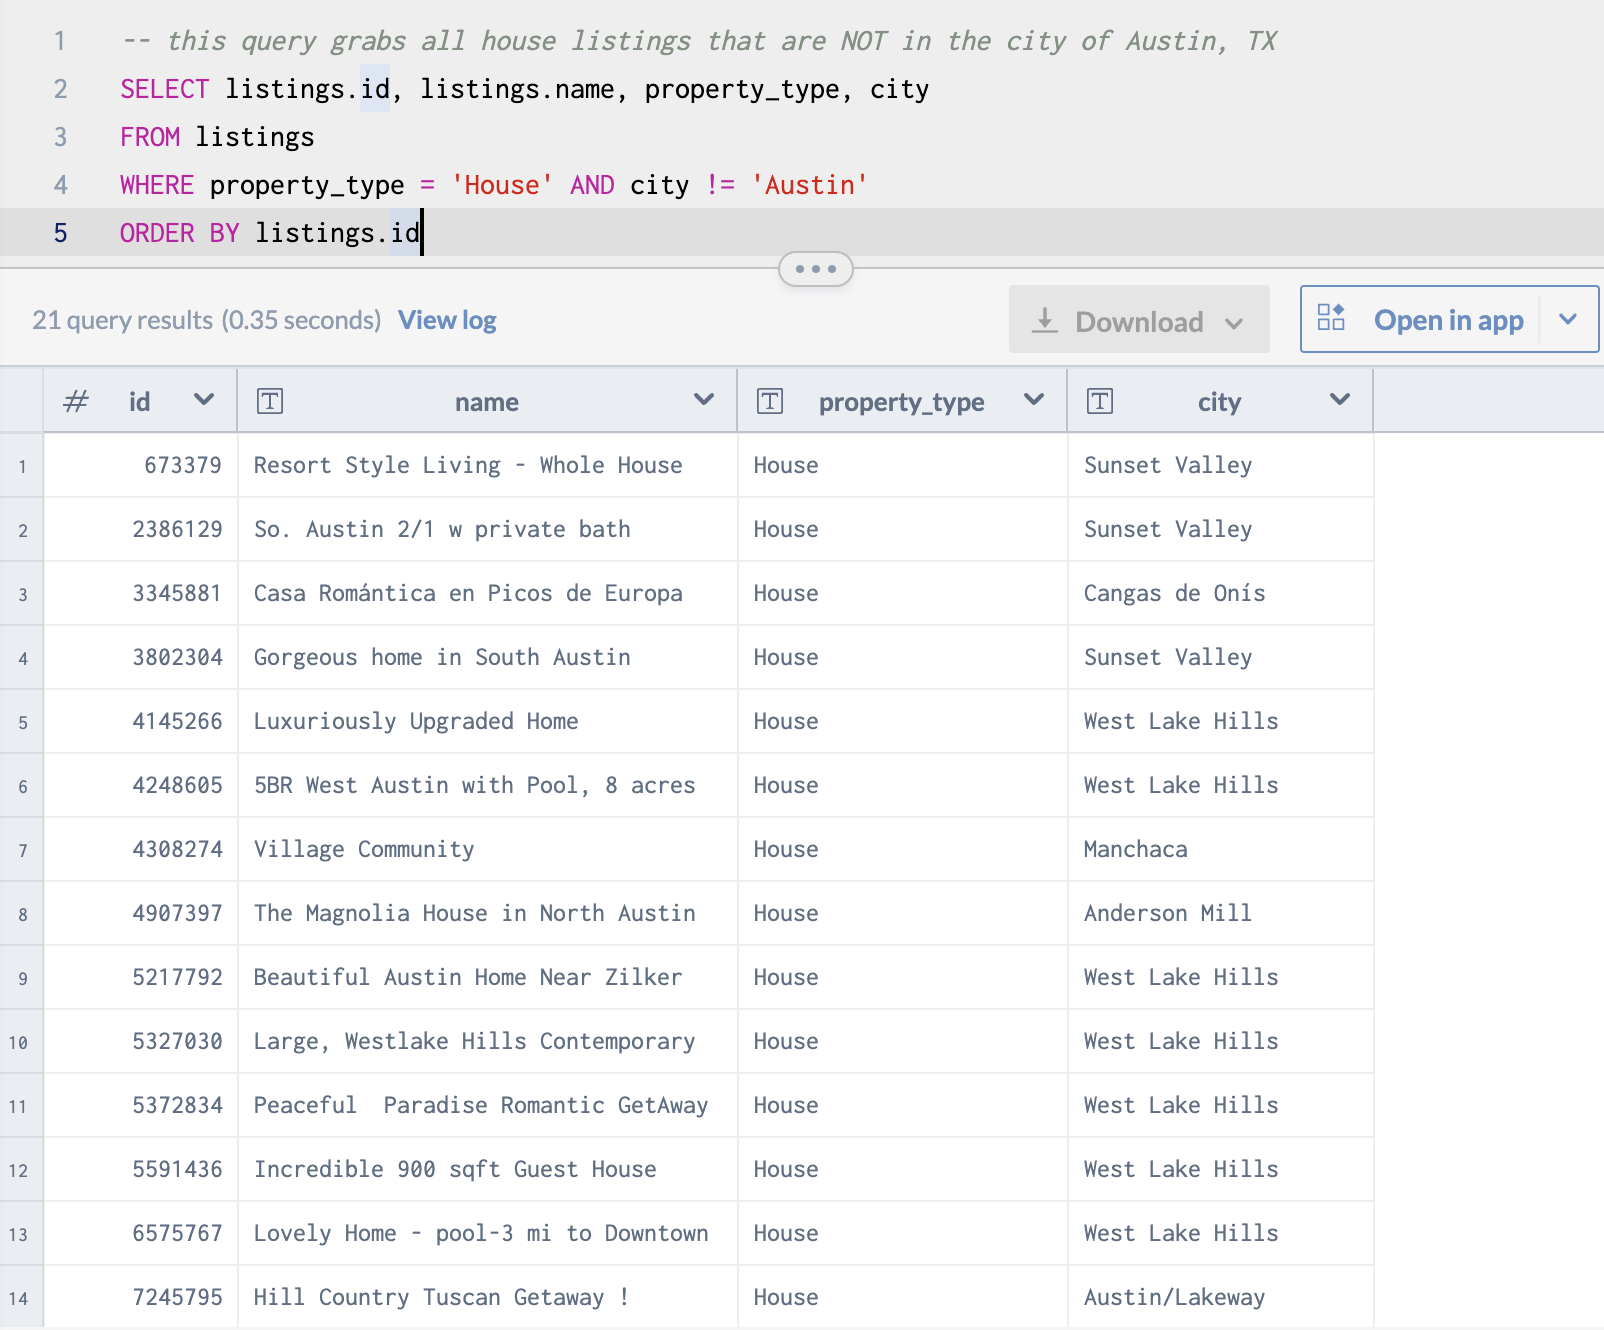 1 -- this query grabs all house listings that are NOT in the city of Austin, TX
2 SELECT listings.id, listings.name, property_type, city
3 FROM listings
4 WHERE property_type = 'House' AND city != 'Austin'
5 ORDER BY listings.id
21 query results (0.35 seconds) View log Download Open in app
# id T name T property_type T city
1 673379 Resort Style Living - Whole House House Sunset Valley
2 2386129 So. Austin 2/1 w private bath House Sunset Valley
3 3345881 Casa Romántica en Picos de Europa House Cangas de Onís
4 3802304 Gorgeous home in South Austin House Sunset Valley
5 4145266 Luxuriously Upgraded Home House West Lake Hills
6 4248605 5BR West Austin with Pool, 8 acres House West Lake Hills
7 4308274 Village Community House Manchaca
8 4907397 The Magnolia House in North Austin House Anderson Mill
9 5217792 Beautiful Austin Home Near Zilker House West Lake Hills
10 5327030 Large, Westlake Hills Contemporary House West Lake Hills
11 5372834 Peaceful  Paradise Romantic GetAway House West Lake Hills
12 5591436 Incredible 900 sqft Guest House House West Lake Hills
13 6575767 Lovely Home - pool-3 mi to Downtown House West Lake Hills
14 7245795 Hill Country Tuscan Getaway ! House Austin/Lakeway